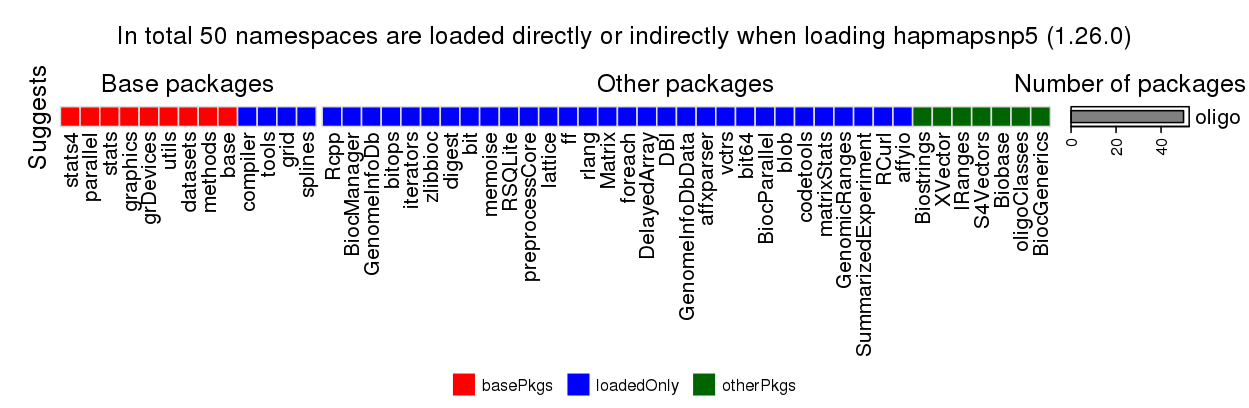 In total 50 namespaces are loaded directly or indirectly when loading hapmapsnp5 (1.26.0)
Base packages
Other packages
Number of packages
Suggests
oligo
stats4
parallel
stats
graphics
grDevices
utils
datasets
methods
base
compiler
tools
grid
splines
Rcpp
BiocManager
GenomeInfoDb
bitops
iterators
zlibbioc
digest
bit
memoise
RSQLite
preprocessCore
lattice
ff
rlang
Matrix
foreach
DelayedArray
DBI
GenomeInfoDbData
affxparser
vctrs
bit64
BiocParallel
blob
codetools
matrixStats
GenomicRanges
SummarizedExperiment
RCurl
affyio
Biostrings
XVector
IRanges
S4Vectors
Biobase
oligoClasses
BiocGenerics
0
20
40
basePkgs
loadedOnly
otherPkgs